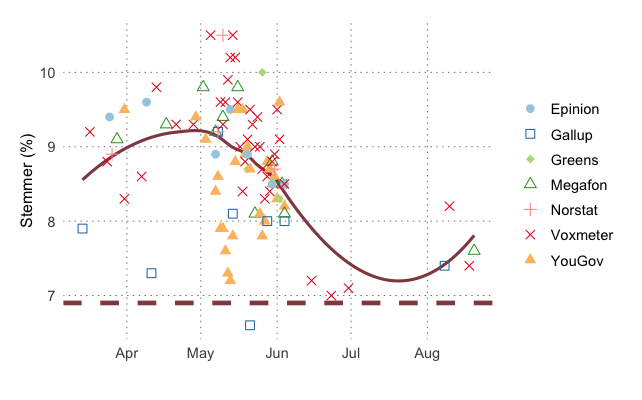 Stemmer (%)
10
9
8
7
Apr May Jun Jul Aug
Epinion
Gallup
Greens
Megafon
Norstat
Voxmeter
YouGov